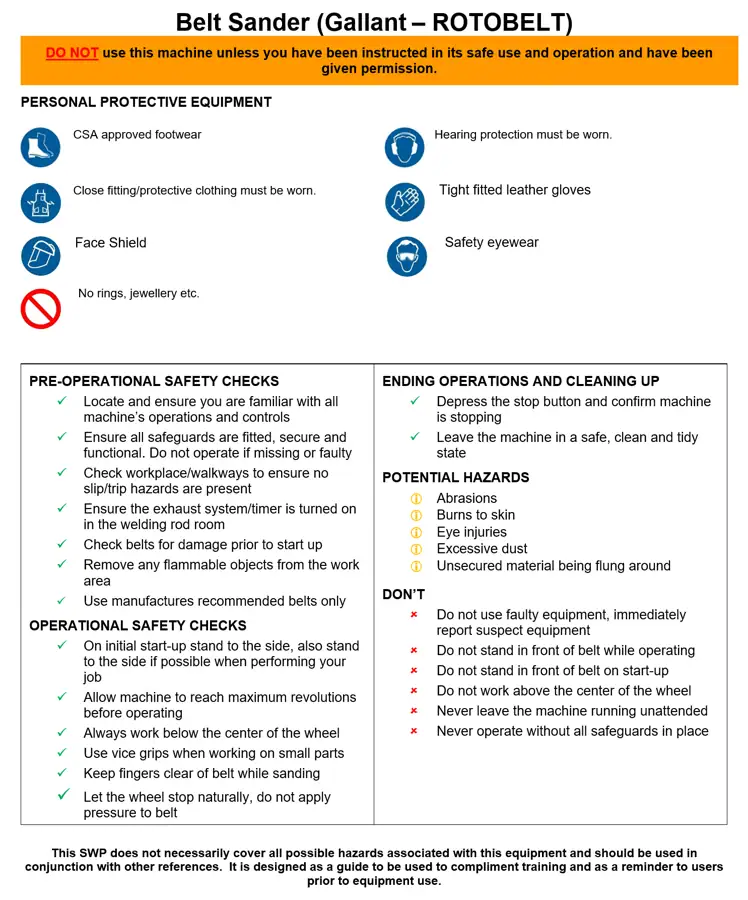 Belt Sander (Gallant – ROTOBELT)
DO NOT use this machine unless you have been instructed in its safe use and operation and have been
given permission.
PERSONAL PROTECTIVE EQUIPMENT
CSA approved footwear
Hearing protection must be worn.
Close fitting/protective clothing must be worn.
Tight fitted leather gloves
Face Shield
Safety eyewear
No rings, jewellery etc.
PRE-OPERATIONAL SAFETY CHECKS
Locate and ensure you are familiar with all
machine's operations and controls
Ensure all safeguards are fitted, secure and
functional. Do not operate if missing or faulty
Check workplace/walkways to ensure no
slip/trip hazards are present
Ensure the exhaust system/timer is turned on
in the welding rod room
Check belts for damage prior to start up
Remove any flammable objects from the work
area
Use manufactures recommended belts only
OPERATIONAL SAFETY CHECKS
On initial start-up stand to the side, also stand
to the side if possible when performing your
job
Allow machine to reach maximum revolutions
before operating
Always work below the center of the wheel
Use vice grips when working on small parts
Keep fingers clear of belt while sanding
Let the wheel stop naturally, do not apply
pressure to belt
ENDING OPERATIONS AND CLEANING UP
Depress the stop button and confirm machine
is stopping
Leave the machine in a safe, clean and tidy
state
POTENTIAL HAZARDS
Abrasions
Burns to skin
Eye injuries
Excessive dust
Unsecured material being flung around
DON'T
Do not use faulty equipment, immediately
report suspect equipment
Do not stand in front of belt while operating
Do not stand in front of belt on start-up
Do not work above the center of the wheel
Never leave the machine running unattended
Never operate without all safeguards in place
This SWP does not necessarily cover all possible hazards associated with this equipment and should be used in
conjunction with other references. It is designed as a guide to be used to compliment training and as a reminder to users
prior to equipment use.